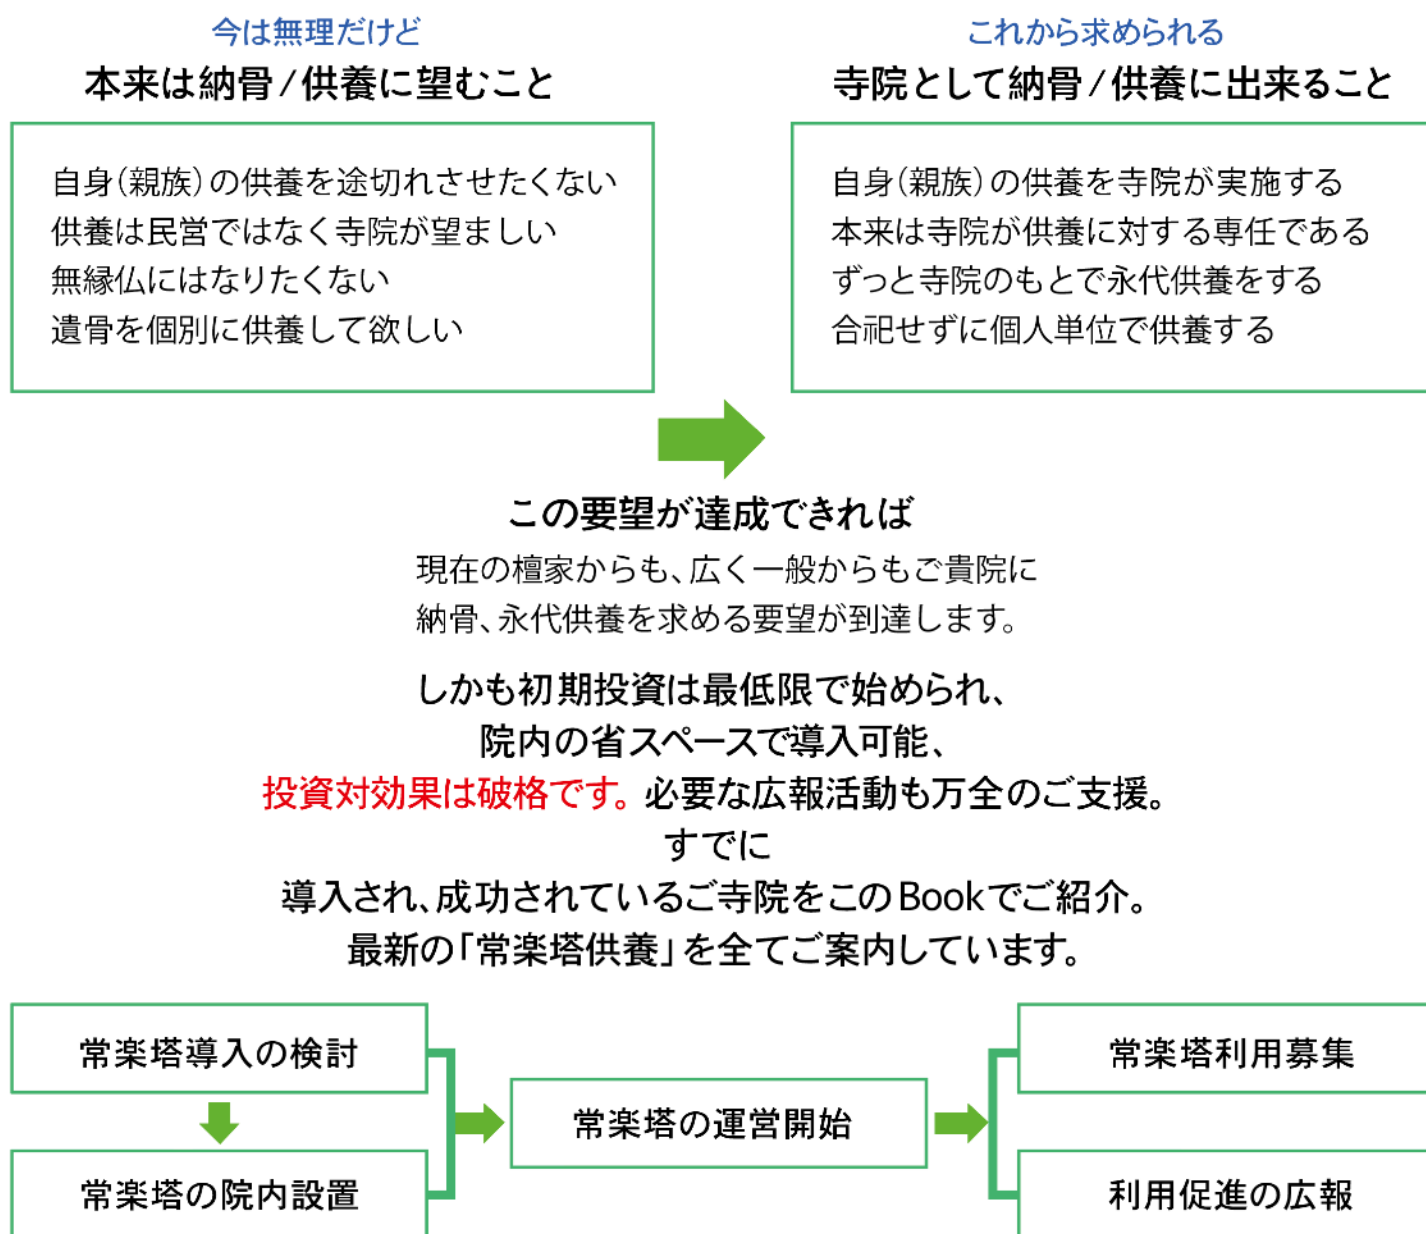 今は無理だけど
本来は納骨/供養に望むこと
自身(親族)の供養を途切れさせたくない
供養は民営ではなく寺院が望ましい
無縁仏にはなりたくない
遺骨を個別に供養して欲しい
これから求められる
寺院として納骨/供養に出来ること
自身(親族)の供養を寺院が実施する
本来は寺院が供養に対する専任である
ずっと寺院のもとで永代供養をする
合祀せずに個人単位で供養する
この要望が達成できれば
現在の檀家からも、広く一般からもご貴院に
納骨、永代供養を求める要望が到達します。
しかも初期投資は最低限で始められ、
院内の省スペースで導入可能、
投資対効果は破格です。必要な広報活動も万全のご支援。
すでに
導入され、成功されているご寺院をこのBookでご紹介。
最新の「常楽塔供養」を全てご案内しています。
常楽塔導入の検討
常楽塔の院内設置
常楽塔の運営開始
常楽塔利用募集
利用促進の広報